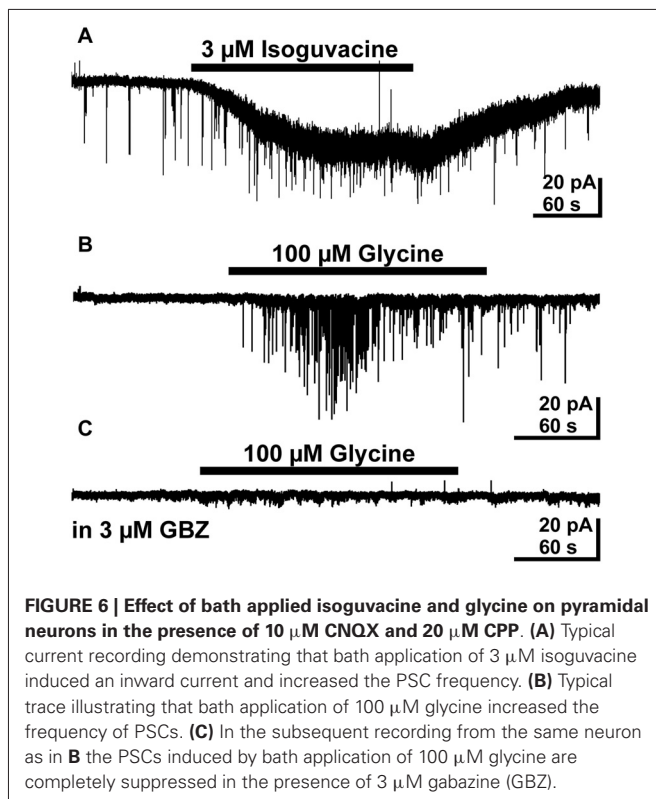 A
3 µM Isoguvacine
20 pA
60 s
B
100 µM Glycine
20 pA
60 s
C
100 µM Glycine
in 3 µM GBZ
20 pA
60 s
FIGURE 6 | Effect of bath applied isoguvacine and glycine on pyramidal
neurons in the presence of 10 µM CNQX and 20 µM CPP. (A) Typical
current recording demonstrating that bath application of 3 µM isoguvacine
induced an inward current and increased the PSC frequency. (B) Typical
trace illustrating that bath application of 100 µM glycine increased the
frequency of PSCs. (C) In the subsequent recording from the same neuron
as in B the PSCs induced by bath application of 100 µM glycine are
completely suppressed in the presence of 3 µM gabazine (GBZ).